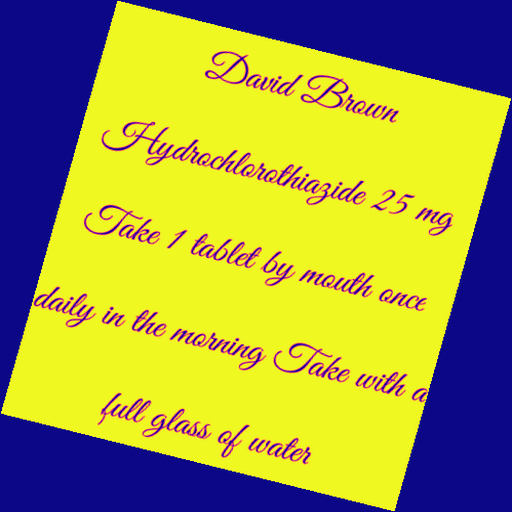 David Brown
Hydrochlorothiazide 25 mg
Take 1 tablet by mouth once
daily in the morning Take with a
full glass of water